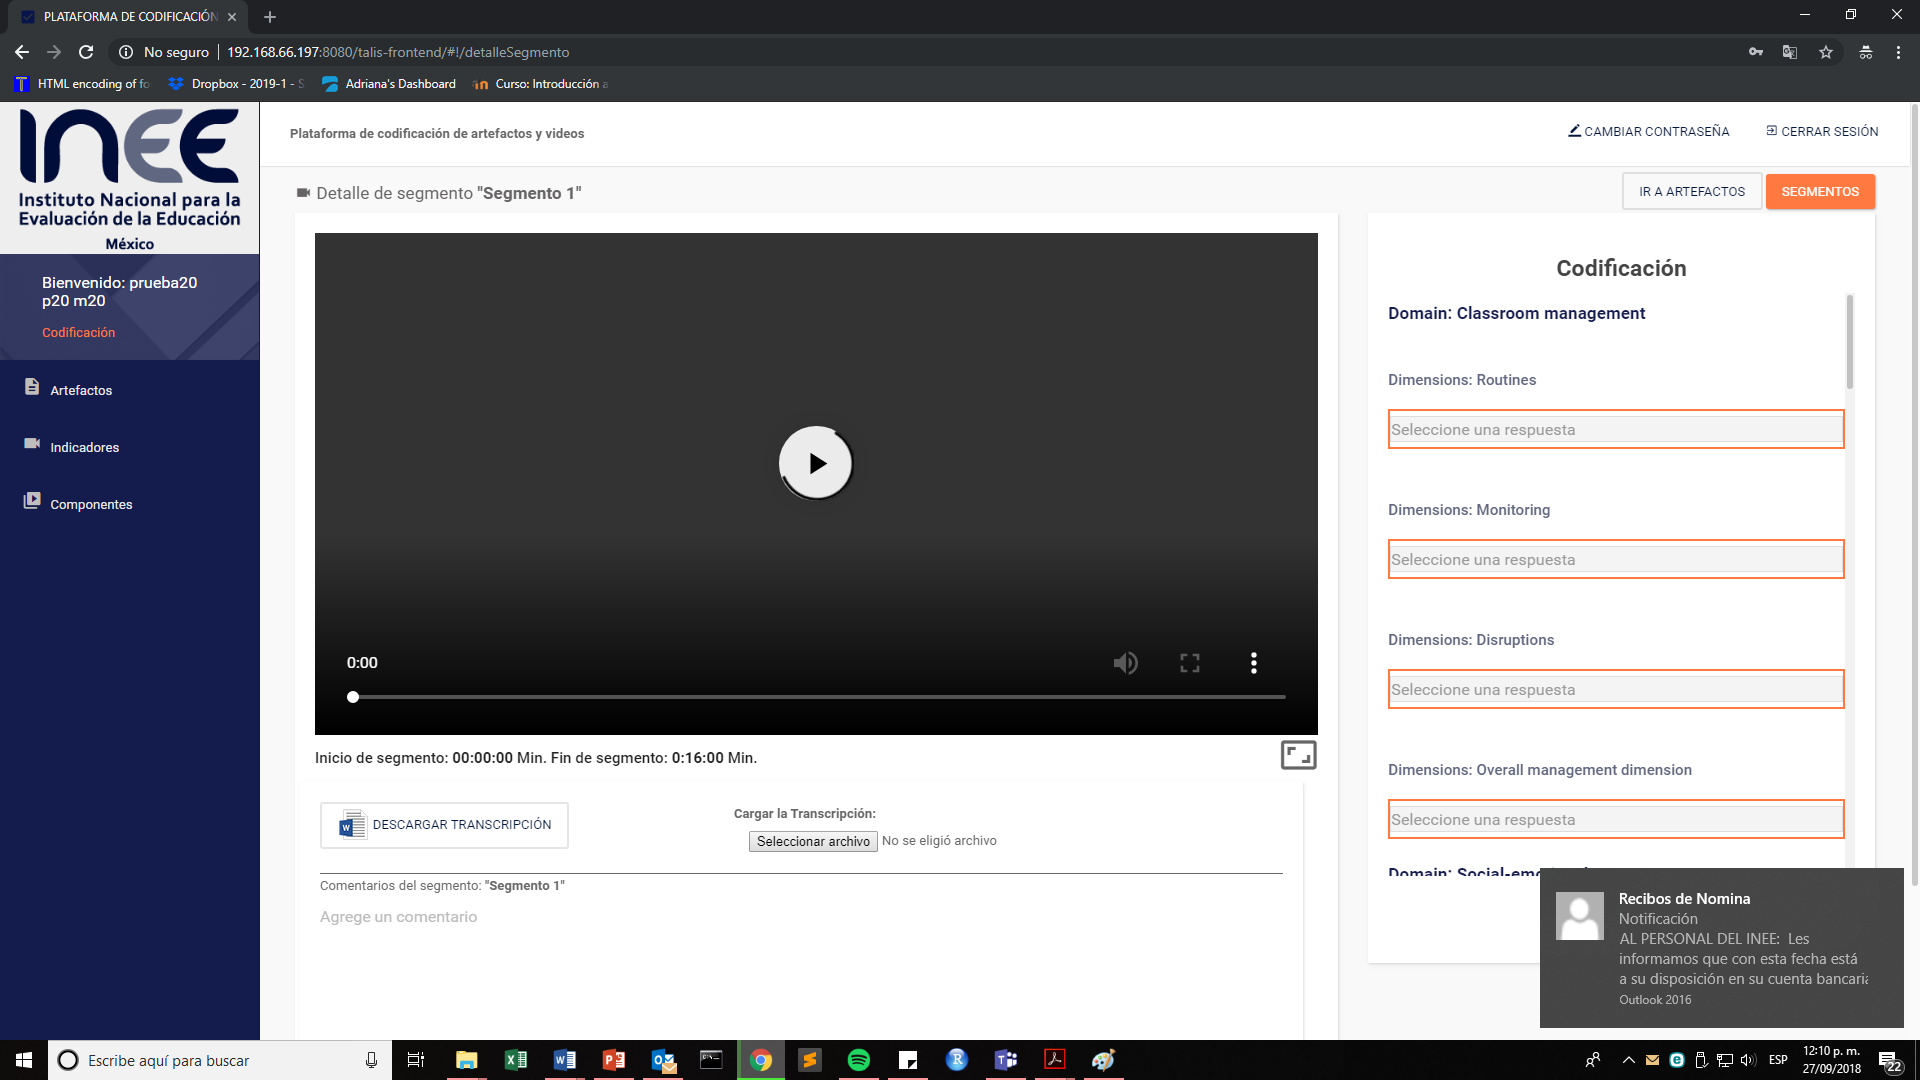 PLATAFORMA DE CODIFICACIÓN
No seguro | 192.168.66.197:8080/talis-frontend/#!/detalleSegmento
HTML encoding of fo
Dropbox - 2019-1 - S
Adriana's Dashboard
Curso: Introducción a
INEE
Instituto Nacional para la
Evaluación de la Educación
México
Bienvenido: prueba20
p20 m20
Codificación
Artefactos
Indicadores
Componentes
Plataforma de codificación de artefactos y videos
CAMBIAR CONTRASEÑA
CERRAR SESIÓN
Detalle de segmento "Segmento 1"
IR A ARTEFACTOS
SEGMENTOS
0:00
Inicio de segmento: 00:00:00 Min. Fin de segmento: 0:16:00 Min.
DESCARGAR TRANSCRIPCIÓN
Cargar la Transcripción:
Seleccionar archivo No se eligió archivo
Comentarios del segmento: "Segmento 1"
Agrege un comentario
Codificación
Domain: Classroom management
Dimensions: Routines
Seleccione una respuesta
Dimensions: Monitoring
Seleccione una respuesta
Dimensions: Disruptions
Seleccione una respuesta
Dimensions: Overall management dimension
Seleccione una respuesta
Domain: Social-emot
Recibos de Nomina
Notificación
AL PERSONAL DEL INEE: Les
informamos que con esta fecha está
a su disposición en su cuenta bancaria
Outlook 2016
Escribe aquí para buscar
ESP
12:10 p. m.
27/09/2018
22